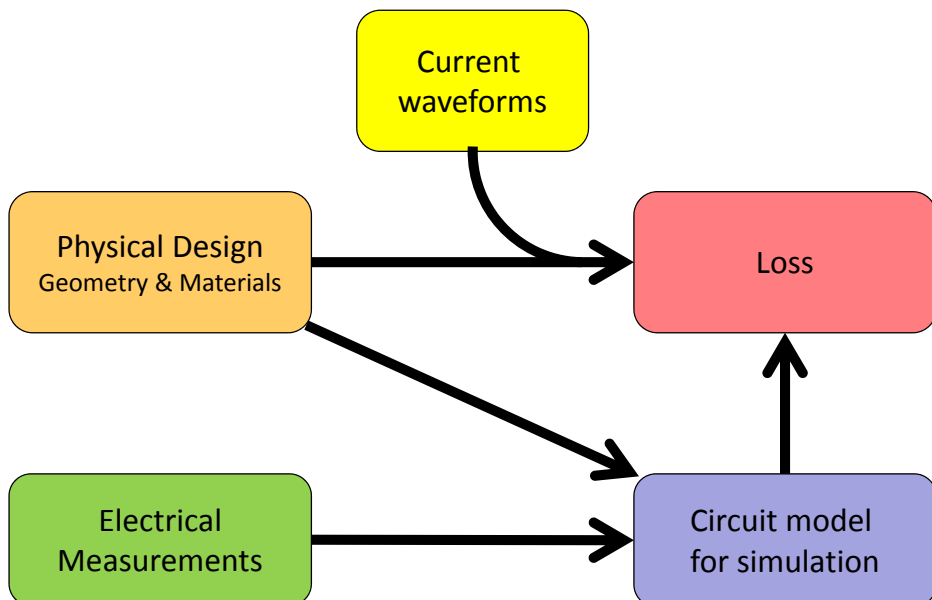 Current
waveforms
Physical Design
Geometry & Materials
Loss
Electrical
Measurements
Circuit model
for simulation